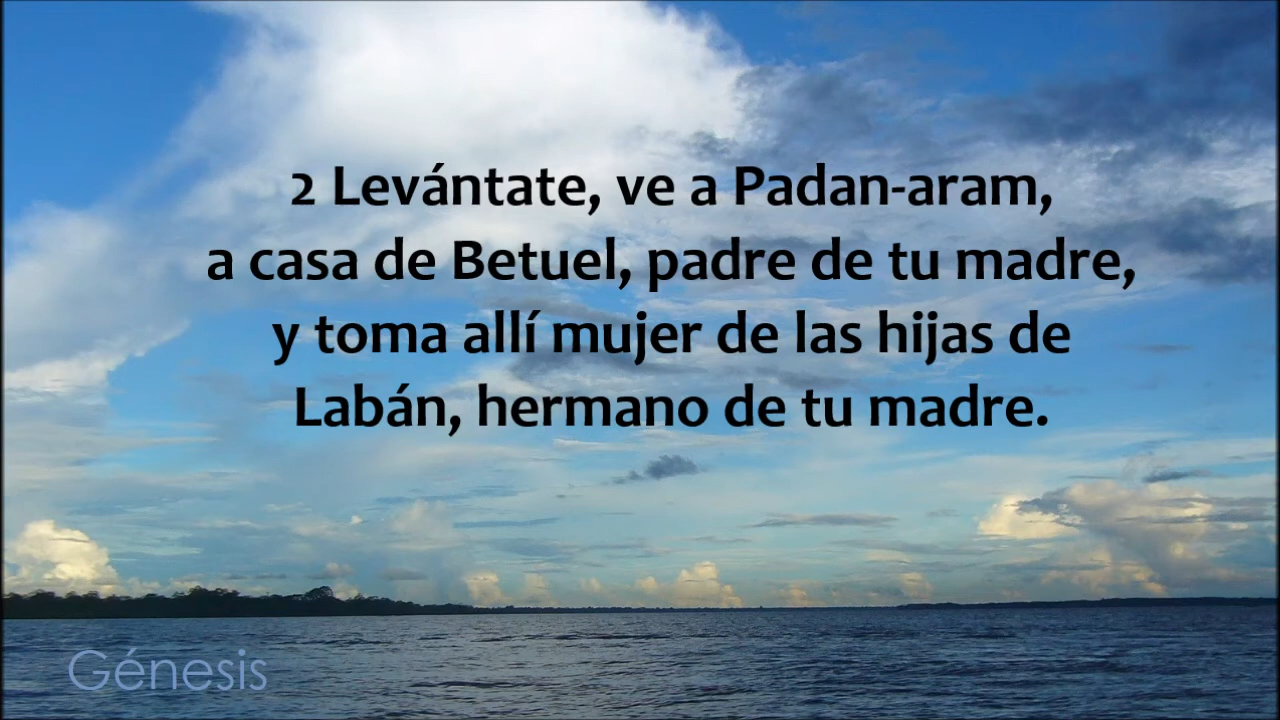 2 Levántate, ve a Padan-aram,
a casa de Betuel, padre de tu madre,
y toma allí mujer de las hijas de
Labán, hermano de tu madre.
Génesis